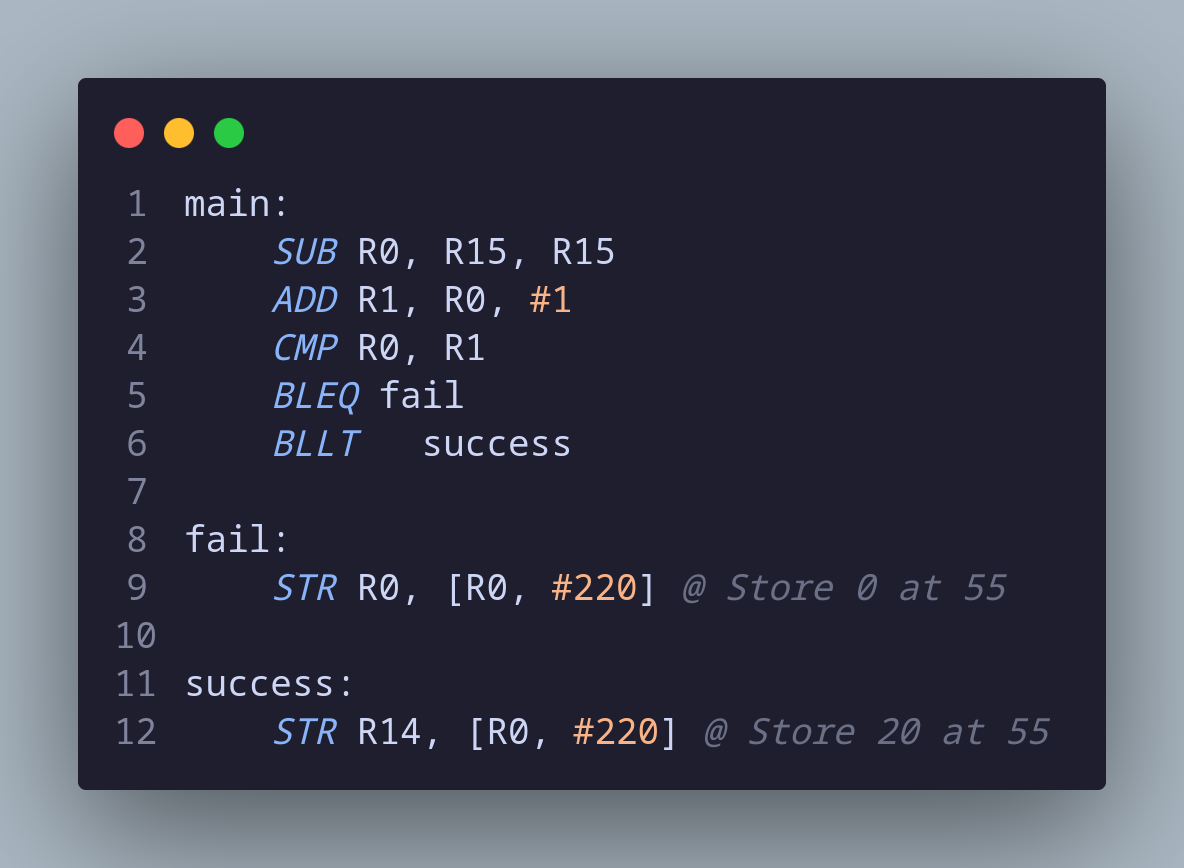 1 main:
2     SUB R0, R15, R15
3     ADD R1, R0, #1
4     CMP R0, R1
5     BLEQ fail
6     BLLT   success
7
8 fail:
9     STR R0, [R0, #220] @ Store 0 at 55
10
11 success:
12     STR R14, [R0, #220] @ Store 20 at 55